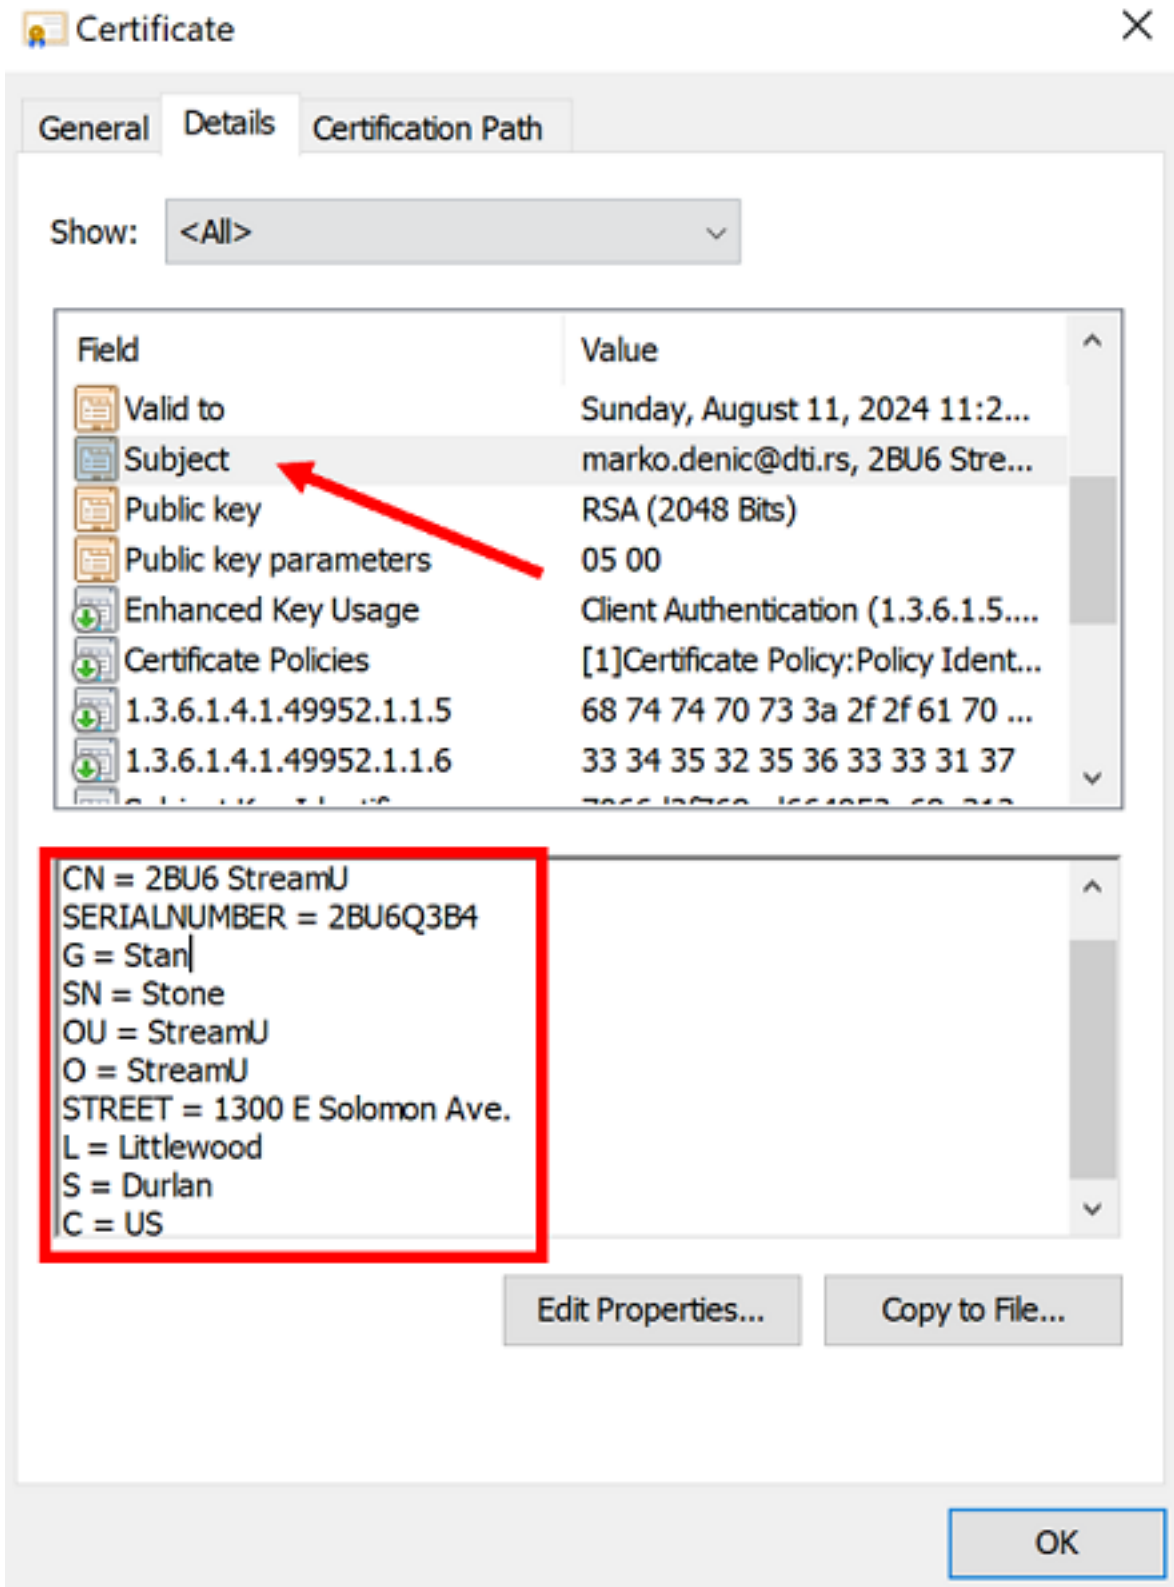 Certificate
General Details Certification Path
Show: <All>
Field Value
Valid to Sunday, August 11, 2024 11:2...
Subject marko.denic@dti.rs, 2BU6 Stre...
Public key RSA (2048 Bits)
Public key parameters 05 00
Enhanced Key Usage Client Authentication (1.3.6.1.5....
Certificate Policies [1]Certificate Policy:Policy Ident...
1.3.6.1.4.1.49952.1.1.5 68 74 74 70 73 3a 2f 2f 61 70 ...
1.3.6.1.4.1.49952.1.1.6 33 34 35 32 35 36 33 33 31 37
CN = 2BU6 StreamU
SERIALNUMBER = 2BU6Q3B4
G = Stan
SN = Stone
OU = StreamU
O = StreamU
STREET = 1300 E Solomon Ave.
L = Littlewood
S = Durlan
C = US
Edit Properties... Copy to File...
OK